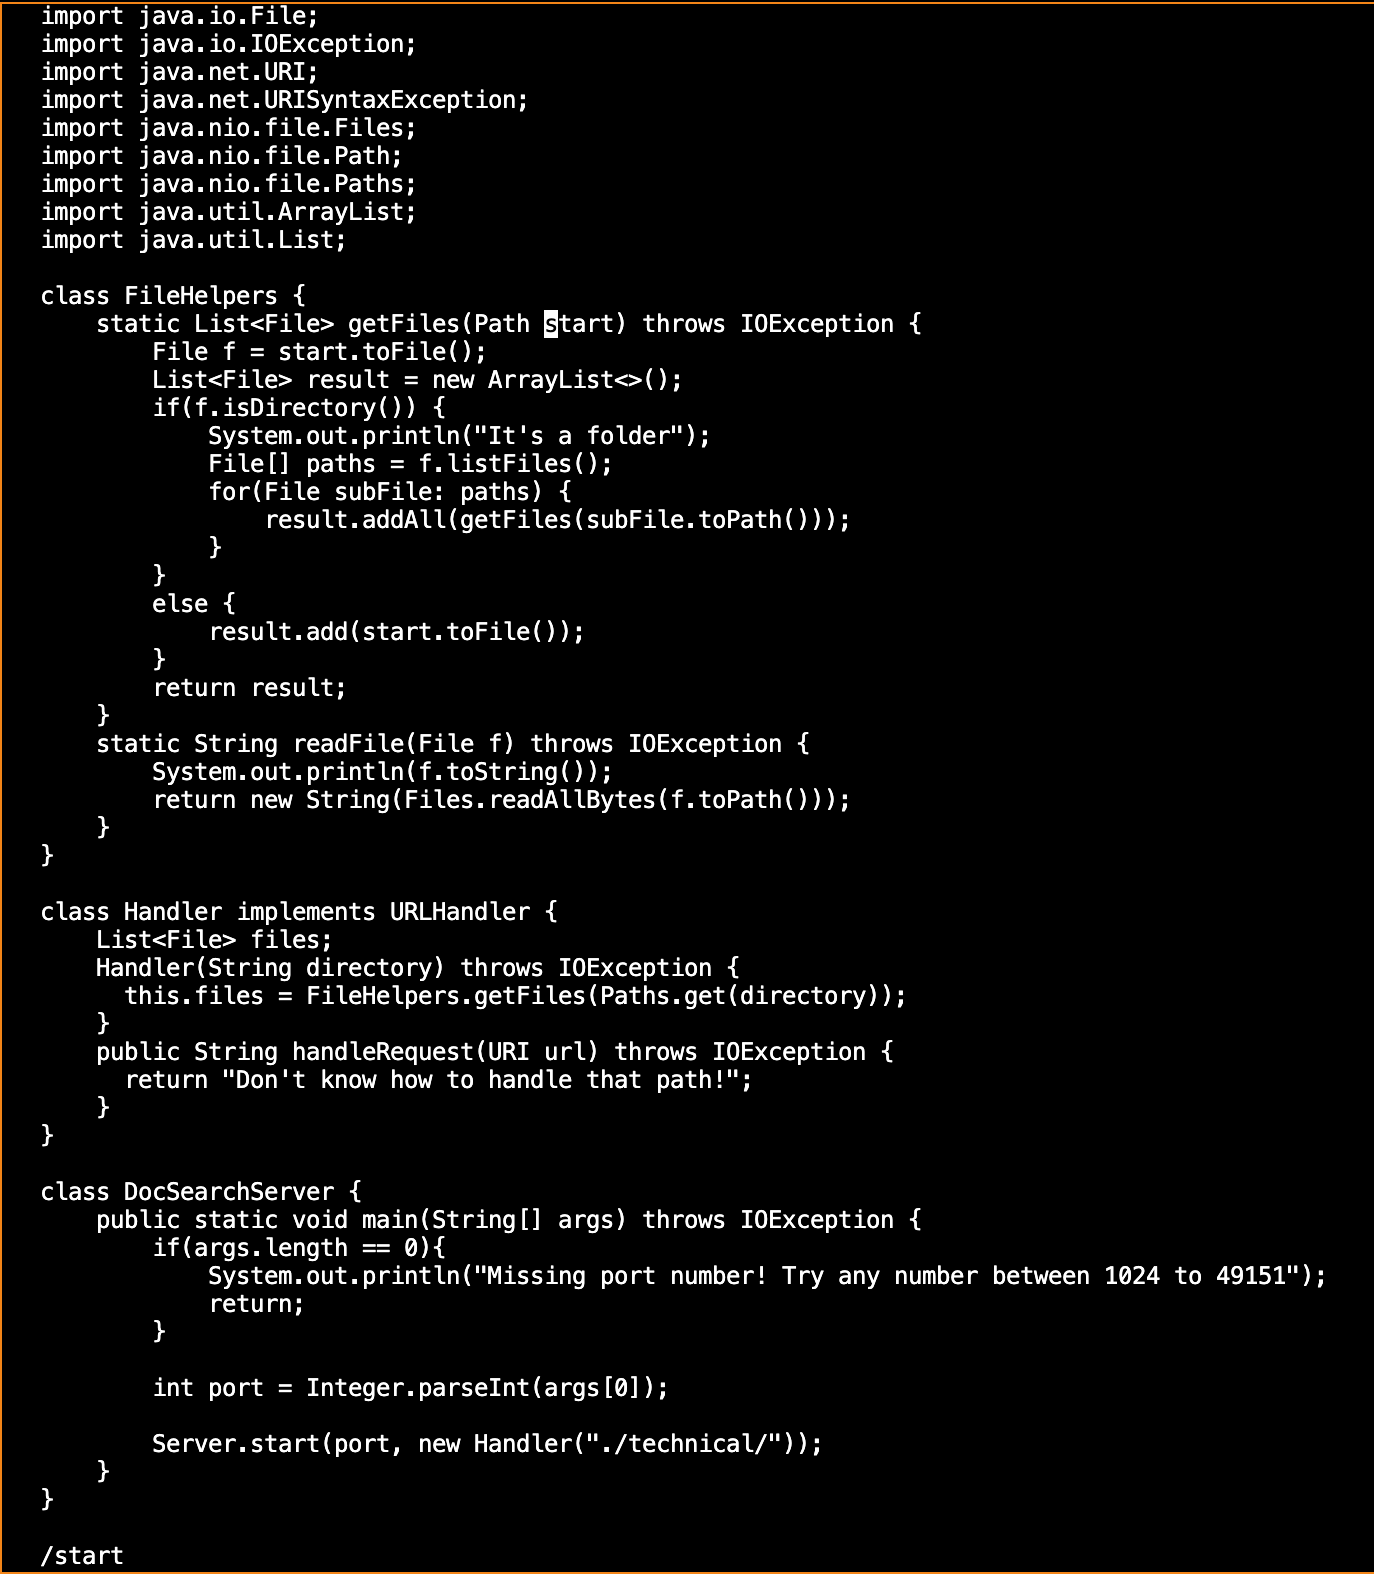 import java.io.File;
import java.io.IOException;
import java.net.URI;
import java.net.URISyntaxException;
import java.nio.file.Files;
import java.nio.file.Path;
import java.nio.file.Paths;
import java.util.ArrayList;
import java.util.List;

class FileHelpers {
    static List<File> getFiles(Path start) throws IOException {
        File f = start.toFile();
        List<File> result = new ArrayList<>();
        if(f.isDirectory()) {
            System.out.println("It's a folder");
            File[] paths = f.listFiles();
            for(File subFile: paths) {
                result.addAll(getFiles(subFile.toPath()));
            }
        }
        else {
            result.add(start.toFile());
        }
        return result;
    }
    static String readFile(File f) throws IOException {
        System.out.println(f.toString());
        return new String(Files.readAllBytes(f.toPath()));
    }
}

class Handler implements URLHandler {
    List<File> files;
    Handler(String directory) throws IOException {
      this.files = FileHelpers.getFiles(Paths.get(directory));
    }
    public String handleRequest(URI url) throws IOException {
      return "Don't know how to handle that path!";
    }
}

class DocSearchServer {
    public static void main(String[] args) throws IOException {
        if(args.length == 0){
            System.out.println("Missing port number! Try any number between 1024 to 49151");
            return;
        }

        int port = Integer.parseInt(args[0]);

        Server.start(port, new Handler("./technical/"));
    }
}

/start